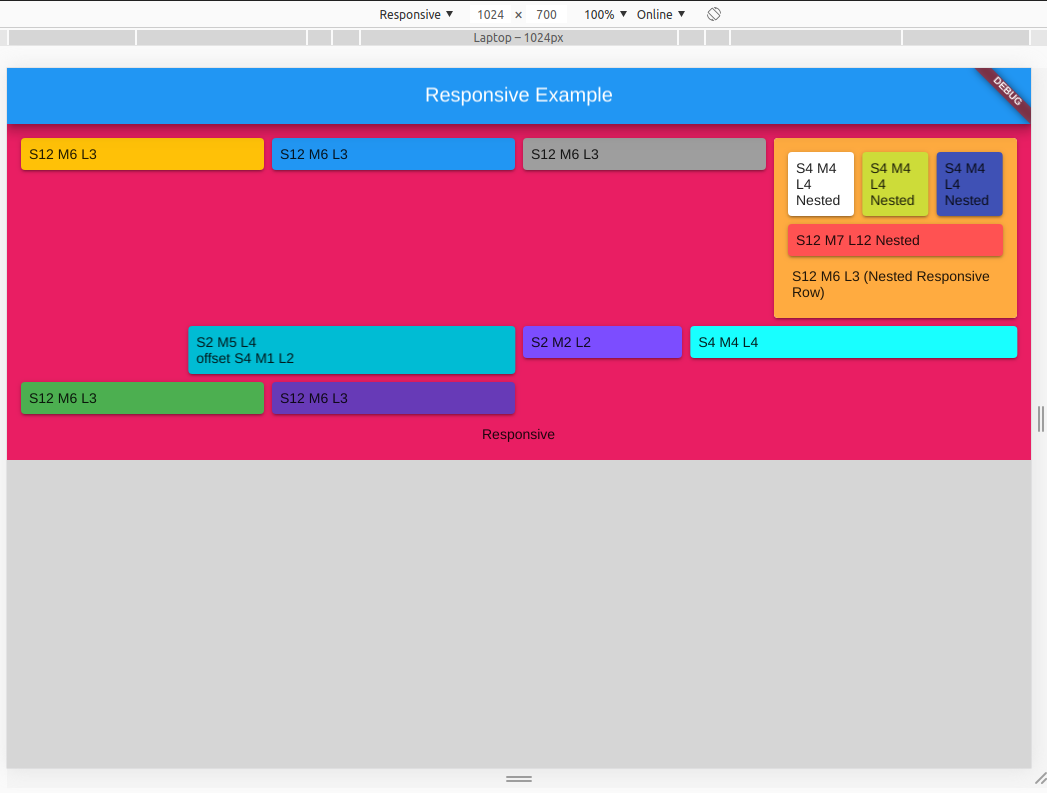 Responsive ▼ 1024 × 700 100% ▼ Online ▼
Laptop – 1024px
Responsive Example
DEBUG
S12 M6 L3
S12 M6 L3
S12 M6 L3
S4 M4
L4
Nested
S4 M4
L4
Nested
S4 M4
L4
Nested
S12 M7 L12 Nested
S12 M6 L3 (Nested Responsive
Row)
S2 M5 L4
offset S4 M1 L2
S2 M2 L2
S4 M4 L4
S12 M6 L3
S12 M6 L3
Responsive